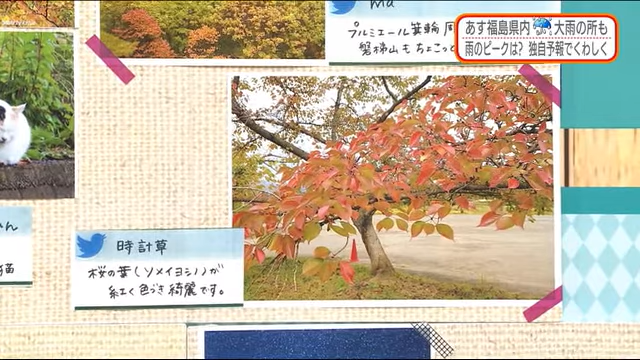 プルミエール箕輪
磐梯山をちょこっと
あす福島県内 大雨の所も
雨のピークは? 独自予報でくわしく
時計草
桜の葉(ソメイヨシノ)が
紅く色づき綺麗です。
猫